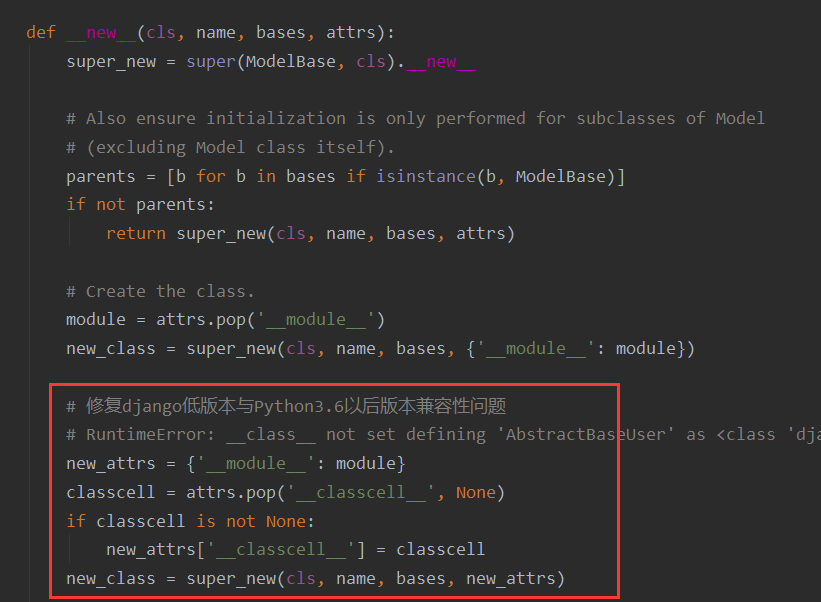 def __new__(cls, name, bases, attrs):
super_new = super(ModelBase, cls).__new__
# Also ensure initialization is only performed for subclasses of Model
# (excluding Model class itself).
parents = [b for b in bases if isinstance(b, ModelBase)]
if not parents:
return super_new(cls, name, bases, attrs)
# Create the class.
module = attrs.pop('__module__')
new_class = super_new(cls, name, bases, {'__module__': module})
# 修复django低版本与Python3.6以后版本兼容性问题
# RuntimeError: __class__ not set defining 'AbstractBaseUser' as <class 'dja
new_attrs = {'__module__': module}
classcell = attrs.pop('__classcell__', None)
if classcell is not None:
new_attrs['__classcell__'] = classcell
new_class = super_new(cls, name, bases, new_attrs)